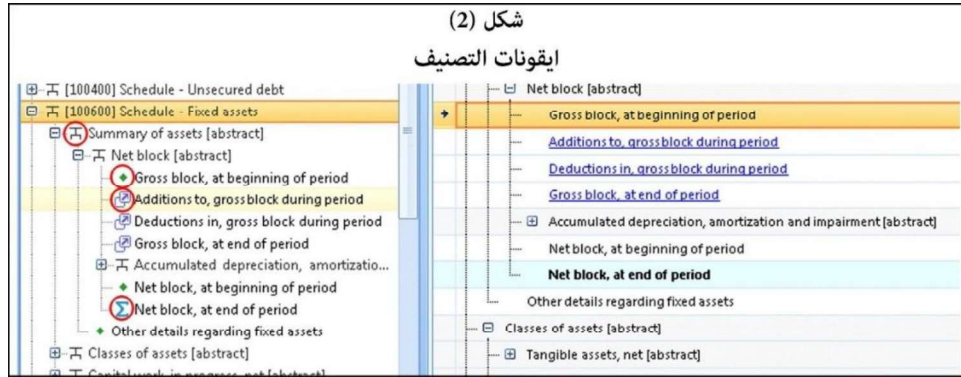 شكل (2)
ايقونات التصنيف
[100400] Schedule - Unsecured debt
[100600] Schedule - Fixed assets
Summary of assets [abstract]
Net block [abstract]
Gross block, at beginning of period
Additions to, gross block during period
Deductions in, gross block during period
Gross block, at end of period
Accumulated depreciation, amortizatio...
Net block, at beginning of period
Net block, at end of period
Other details regarding fixed assets
Classes of assets [abstract]
Capital work in progress, net [abstract]
Net block [abstract]
Gross block, at beginning of period
Additions to, gross block during period
Deductions in, gross block during period
Gross block, at end of period
Accumulated depreciation, amortization and impairment [abstract]
Net block, at beginning of period
Net block, at end of period
Other details regarding fixed assets
Classes of assets [abstract]
Tangible assets, net [abstract]